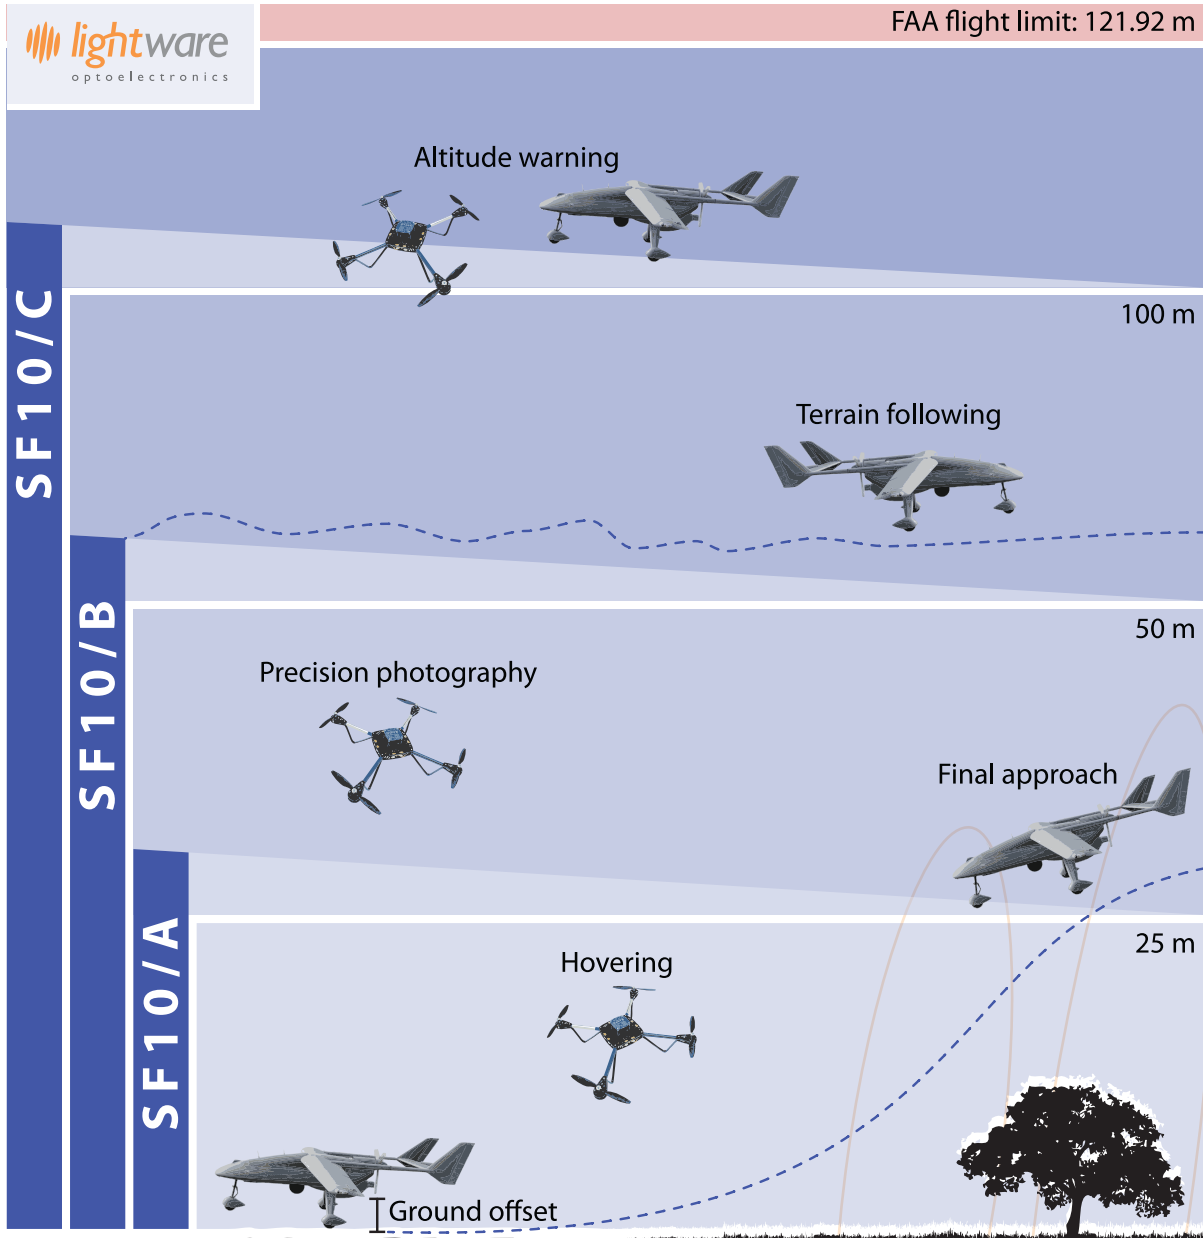 lightware
optoelectronics
FAA flight limit: 121.92 m
Altitude warning
SF10/C
100 m
Terrain following
SF10/B
50 m
Precision photography
Final approach
SF10/A
25 m
Hovering
Ground offset